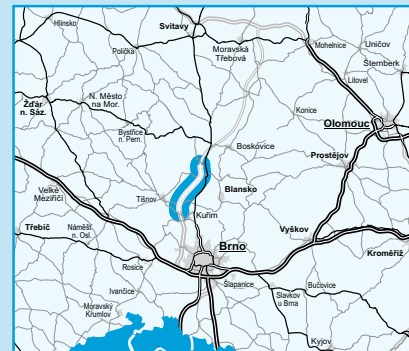 Hlinsko
Svitavy
Polička
Moravská
Třebová
Mohelnice
Uničov
Šternberk
Litovel
Žďár
n. Sáz.
N. Město
na Mor.
Konice
Olomouc
Bystřice
n. Pern.
Boskovice
Prostějov
Velké
Meziříčí
Tišnov
Blansko
Kuřim
Třebíč
Náměšť
n. Osl.
Vyškov
Brno
Kroměříž
Rosice
Ivančice
Šlapanice
Slavkov
u Brna
Bučovice
Moravský
Krumlov
Kyjov